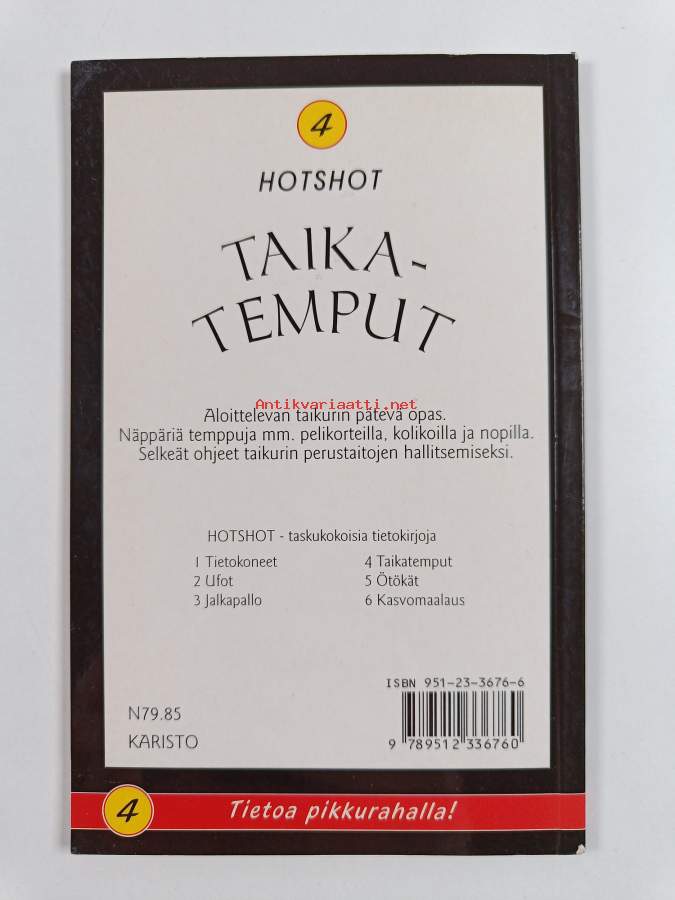 4
HOTSHOT
TAIKA-
TEMPUT
Antikvariaatti.net
Aloittelevan taikurin pätevä opas.
Näppäriä temppuja mm. pelikorteilla, kolikoilla ja nopilla.
Selkeät ohjeet taikurin perustaitojen hallitsemiseksi.
HOTSHOT - taskukokoisia tietokirjoja
1 Tietokoneet
2 Ufot
3 Jalkapallo
4 Taikatemput
5 Ötökät
6 Kasvomaalaus
ISBN 951-23-3676-6
9 789512 336760
N79.85
KARISTO
4 Tietoa pikkurahalla!